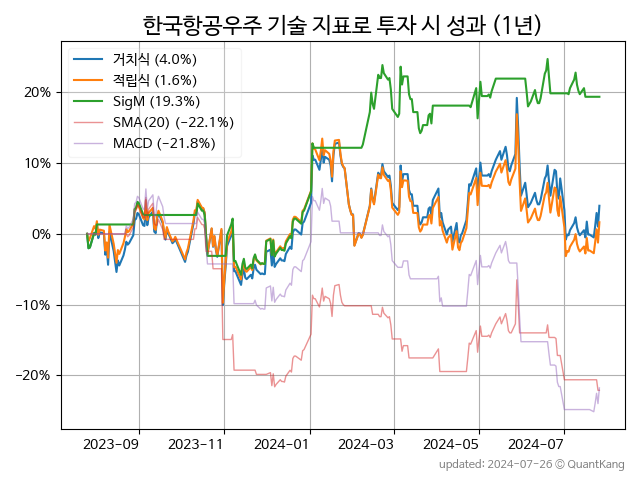 한국항공우주 기술 지표로 투자 시 성과 (1년)
거치식 (4.0%)
적립식 (1.6%)
SigM (19.3%)
SMA(20) (−22.1%)
MACD (−21.8%)
20%
10%
0%
−10%
−20%
2023-09 2023-11 2024-01 2024-03 2024-05 2024-07
updated: 2024-07-26 © QuantKang